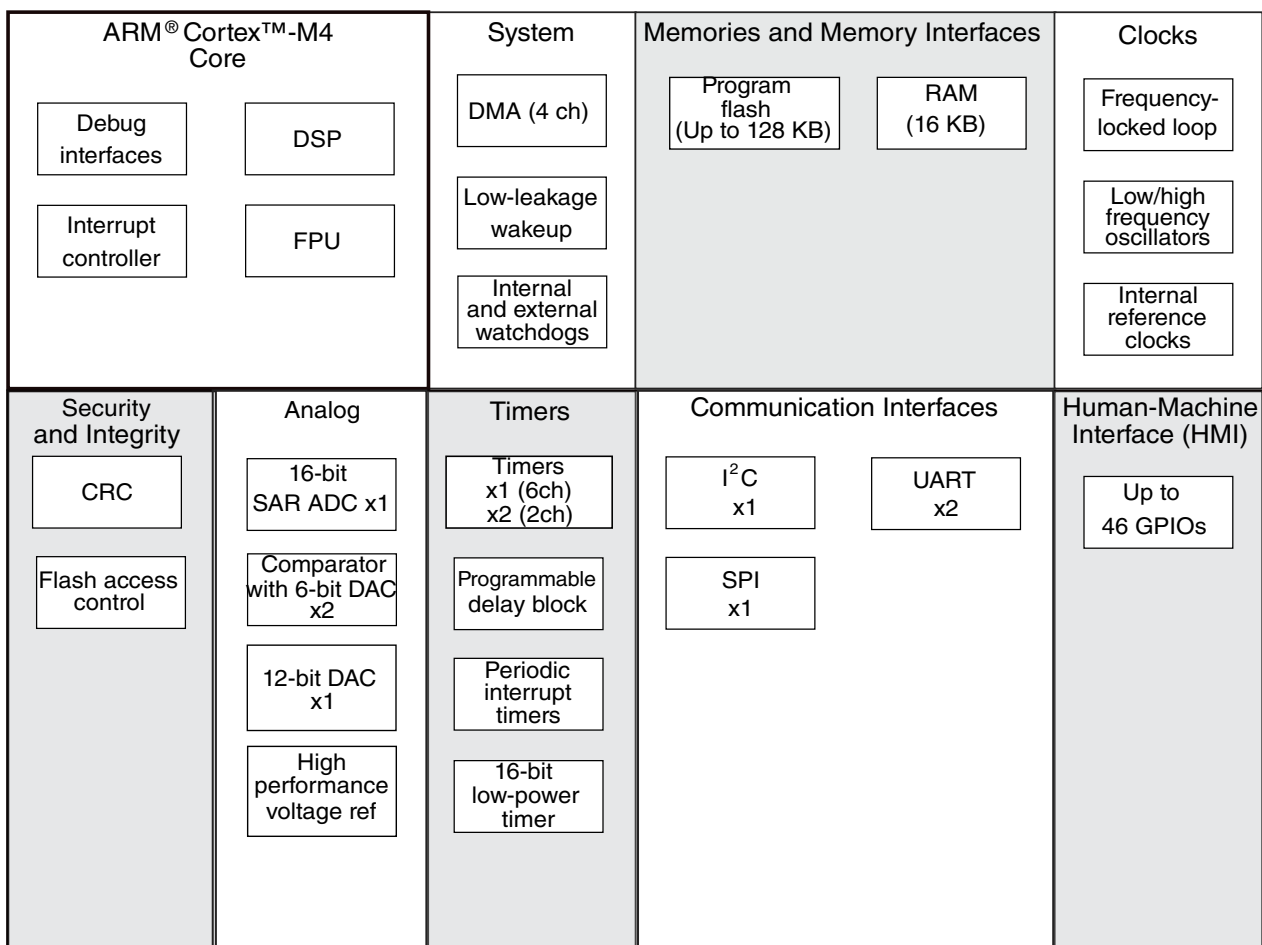 ARM® Cortex™-M4
Core
Debug
interfaces
DSP
Interrupt
controller
FPU
System
DMA (4 ch)
Low-leakage
wakeup
Internal
and external
watchdogs
Memories and Memory Interfaces
Program
flash
(Up to 128 KB)
RAM
(16 KB)
Clocks
Frequency-
locked loop
Low/high
frequency
oscillators
Internal
reference
clocks
Security
and Integrity
CRC
Flash access
control
Analog
16-bit
SAR ADC x1
Comparator
with 6-bit DAC
x2
12-bit DAC
x1
High
performance
voltage ref
Timers
Timers
x1 (6ch)
x2 (2ch)
Programmable
delay block
Periodic
interrupt
timers
16-bit
low-power
timer
Communication Interfaces
I²C
x1
UART
x2
SPI
x1
Human-Machine
Interface (HMI)
Up to
46 GPIOs